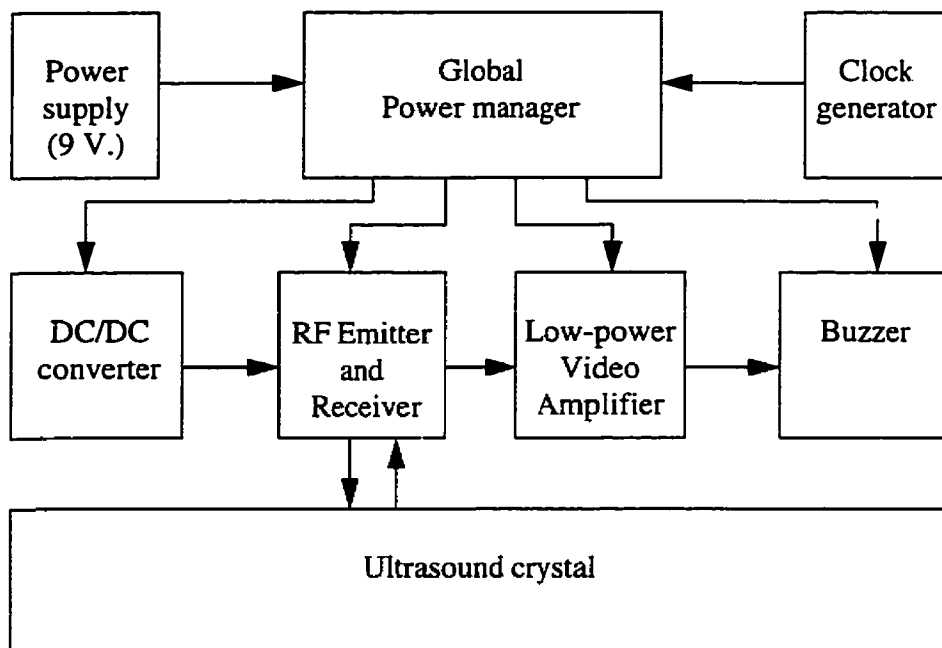 Power
supply
(9 V.)
Global
Power manager
Clock
generator
DC/DC
converter
RF Emitter
and
Receiver
Low-power
Video
Amplifier
Buzzer
Ultrasound crystal